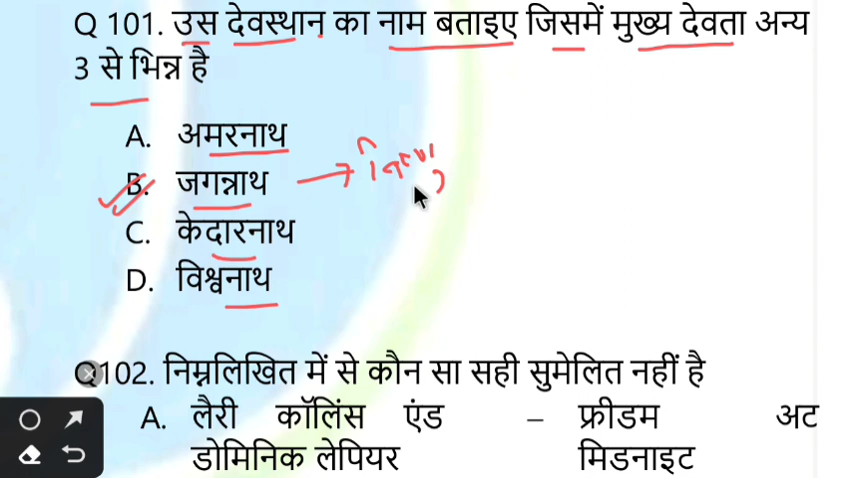 Q 101. उस देवस्थान का नाम बताइए जिसमें मुख्य देवता अन्य
3 से भिन्न है
A. अमरनाथ
B. जगन्नाथ
C. केदारनाथ
D. विश्वनाथ
Q102. निम्नलिखित में से कौन सा सही सुमेलित नहीं है
A. लैरी कॉलिंस एंड – फ्रीडम अट
डोमिनिक लेपियर मिडनाइट